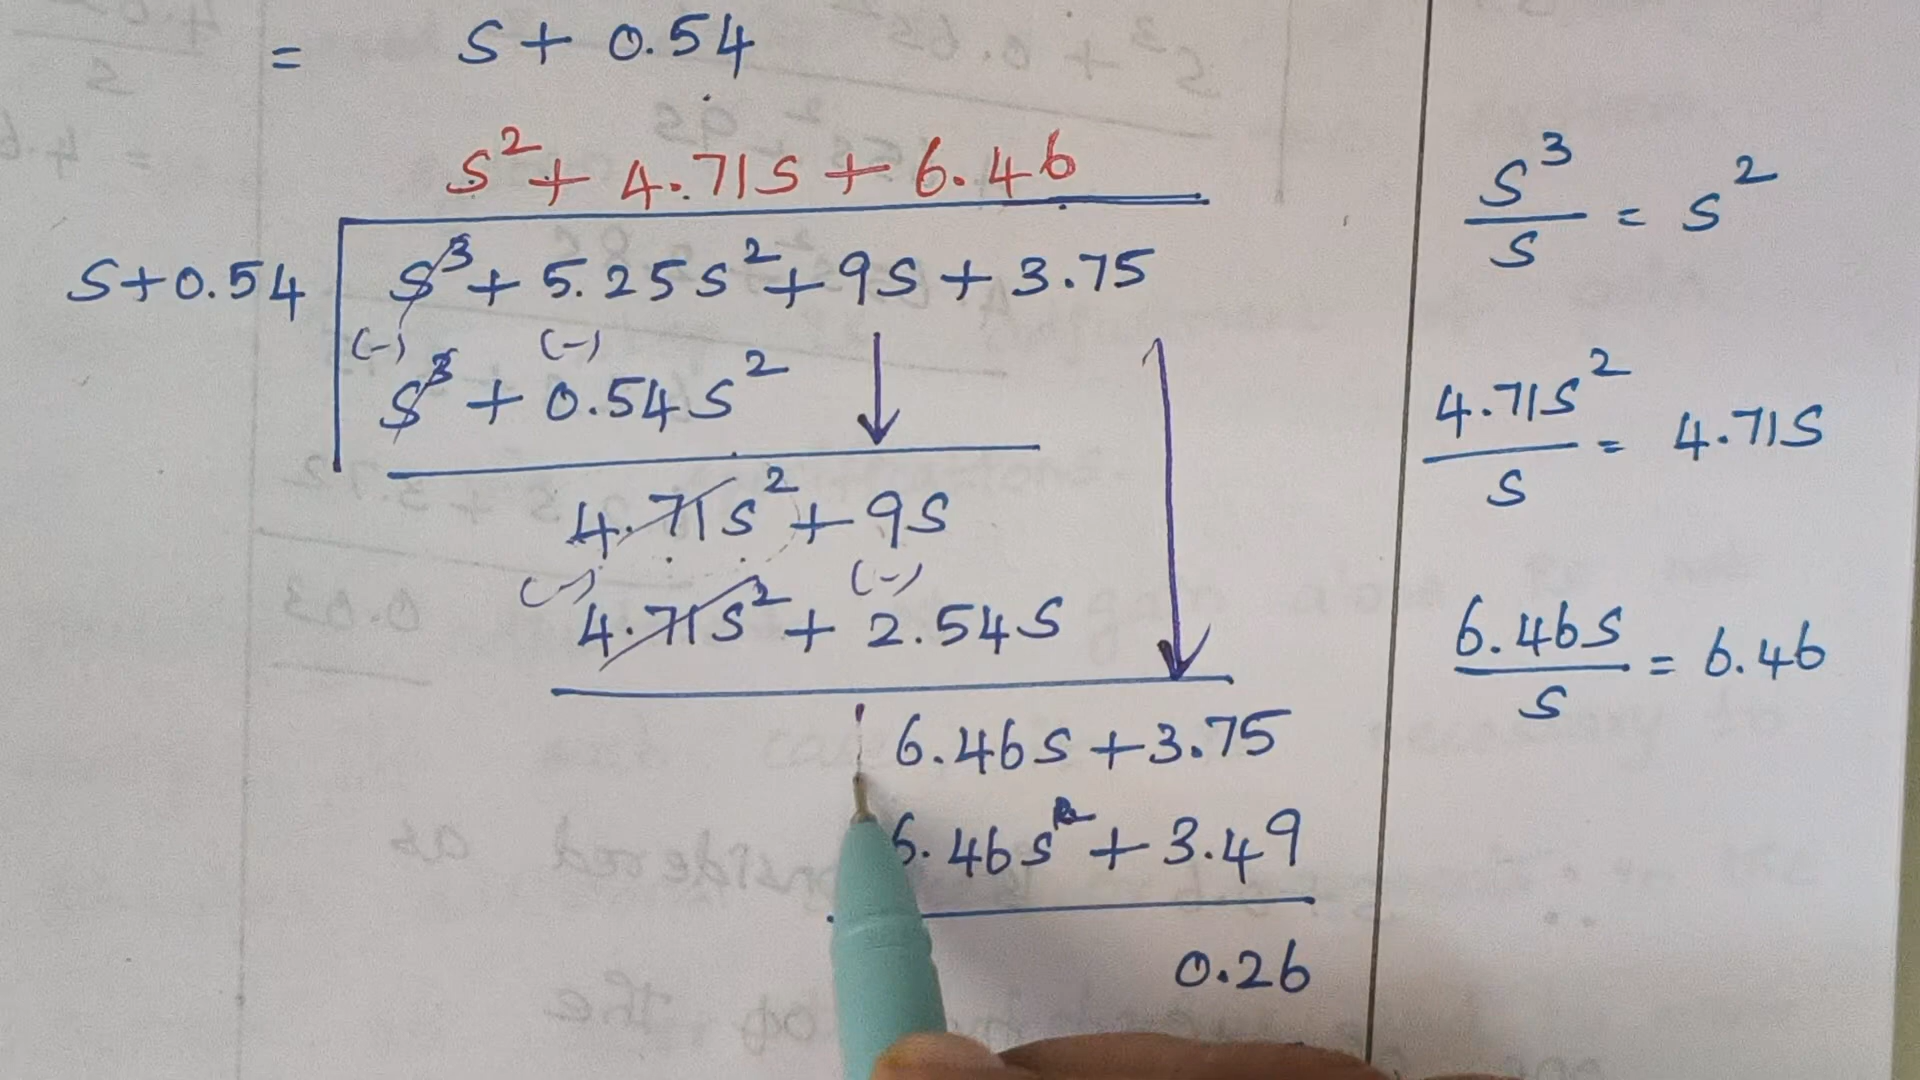 = s + 0.54
s² + 4.71s + 6.46
s+0.54 s³ + 5.25s² + 9s + 3.75
(-) (-)
s³ + 0.54s²
4.71s² + 9s
(-) (-)
4.71s² + 2.54s
6.46s + 3.75
6.46s + 3.49
0.26
s³/s = s²
4.71s²/s = 4.71s
6.46s/s = 6.46